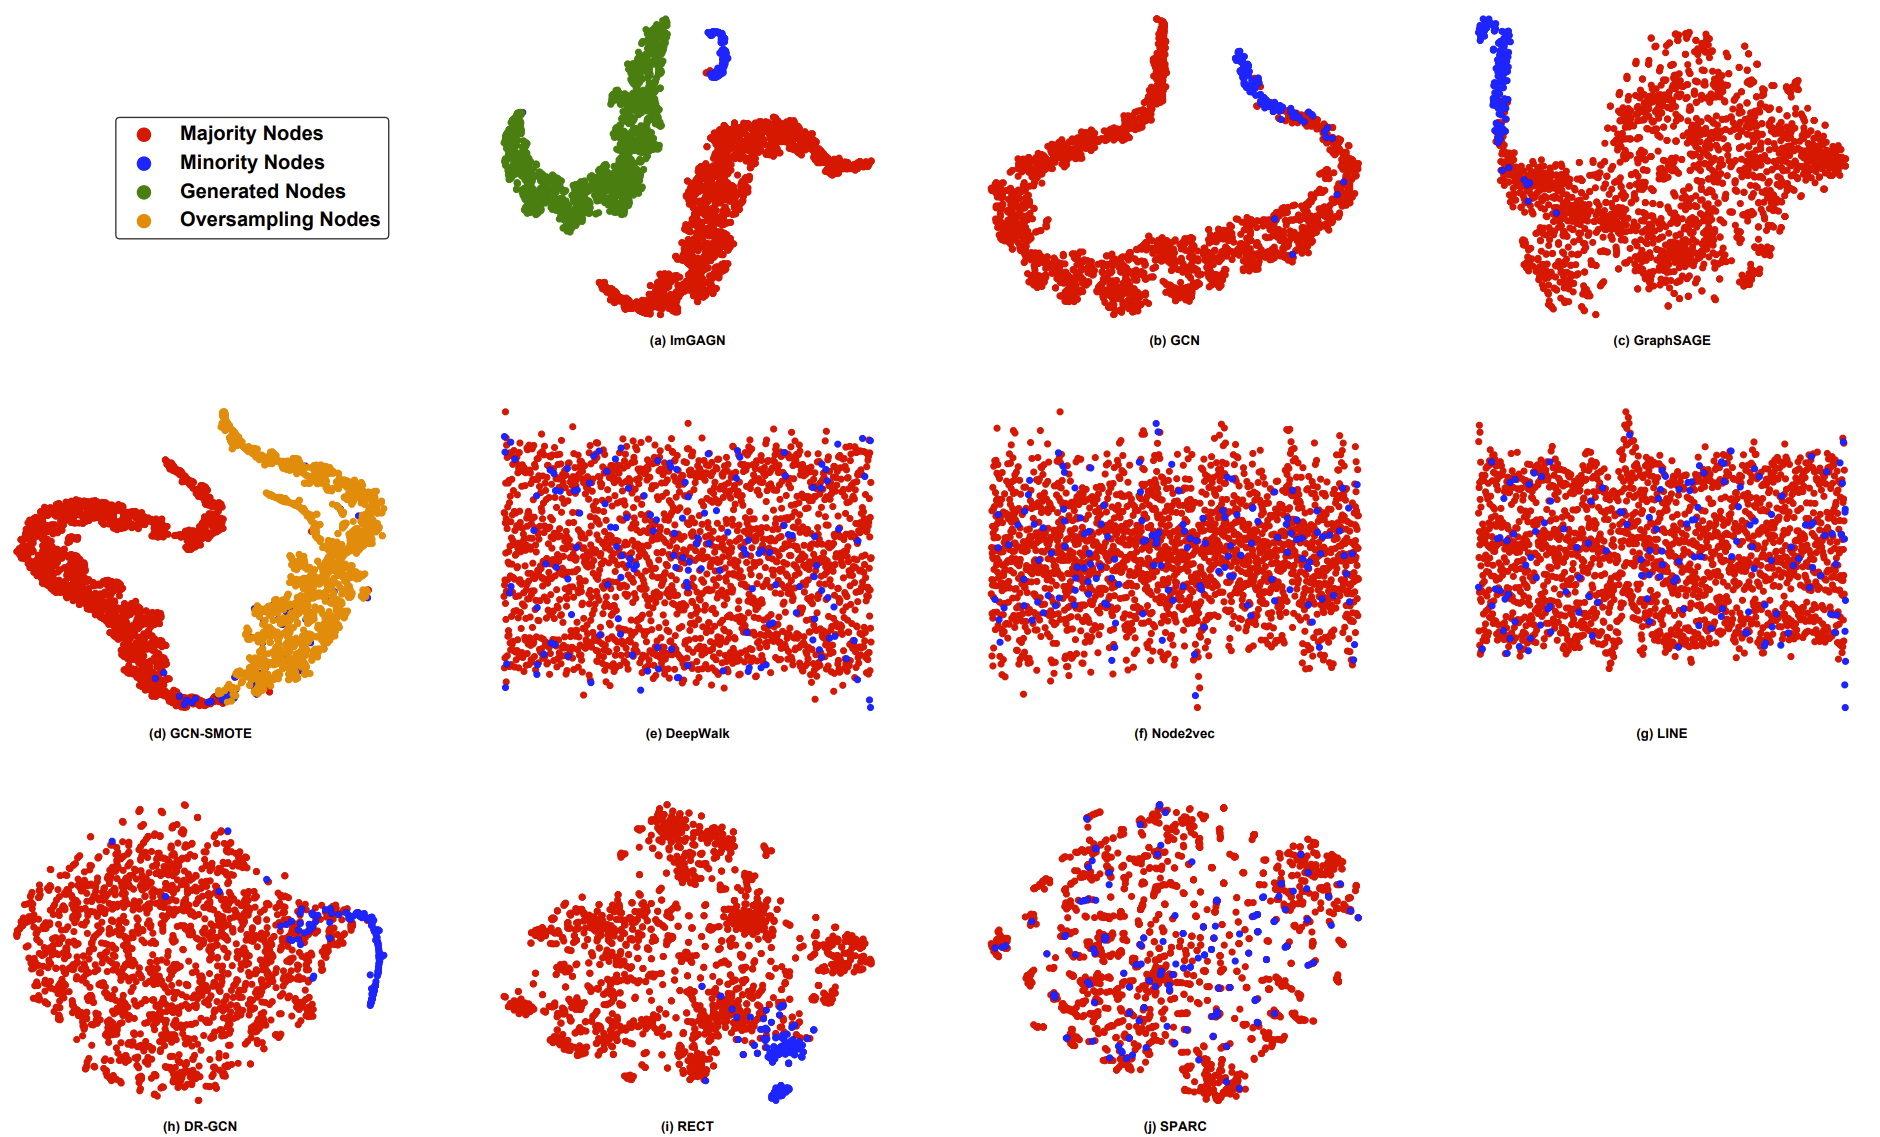 Majority Nodes
Minority Nodes
Generated Nodes
Oversampling Nodes
(a) ImGAGN
(b) GCN
(c) GraphSAGE
(d) GCN-SMOTE
(e) DeepWalk
(f) Node2vec
(g) LINE
(h) DR-GCN
(i) RECT
(j) SPARC